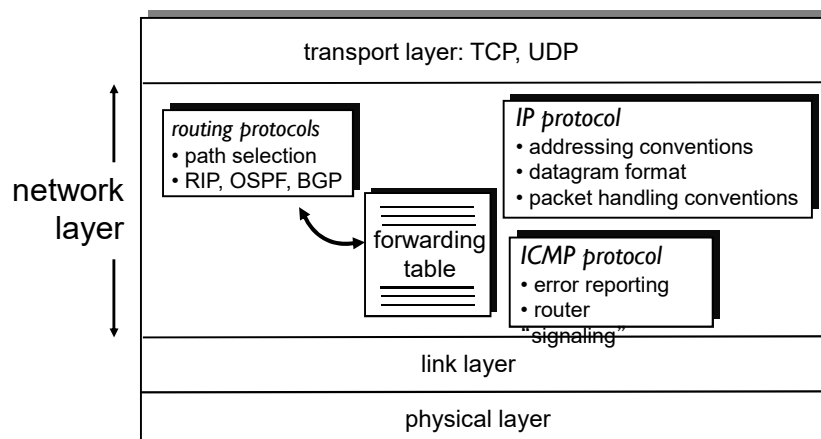 transport layer: TCP, UDP
network
layer
routing protocols
• path selection
• RIP, OSPF, BGP
forwarding
table
IP protocol
• addressing conventions
• datagram format
• packet handling conventions
ICMP protocol
• error reporting
• router
“signaling”
link layer
physical layer